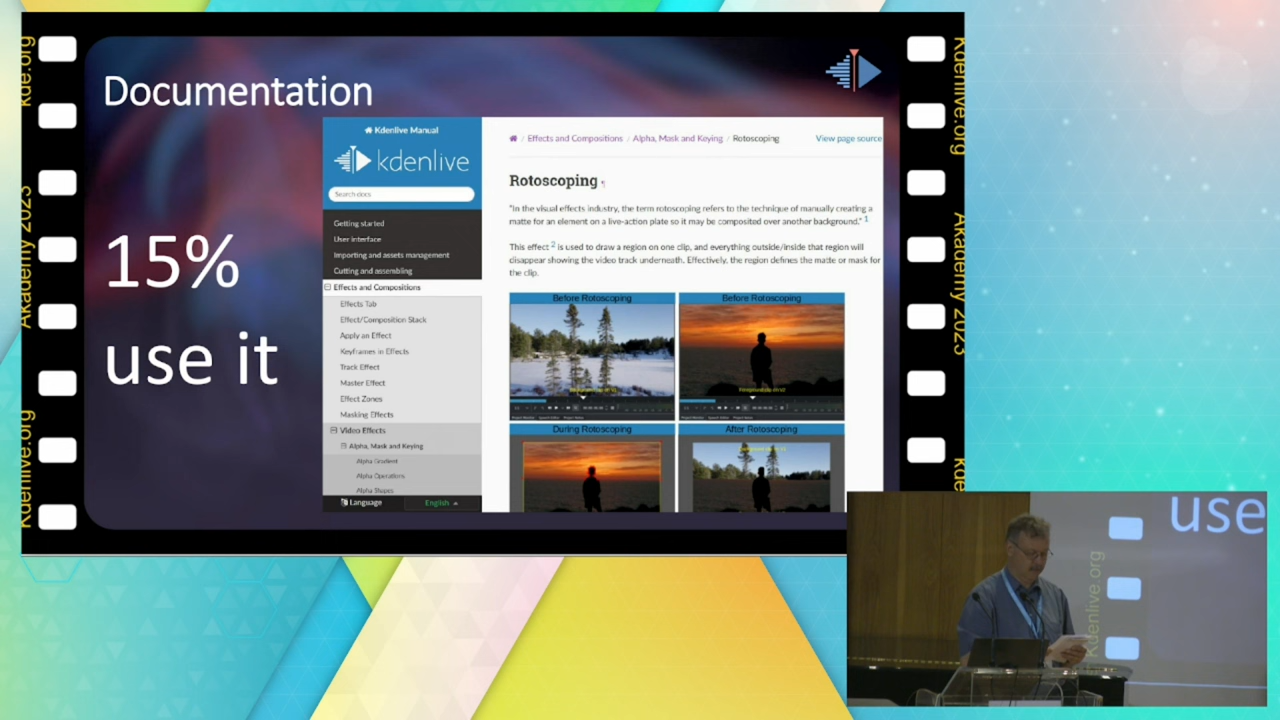 Documentation
15%
use it
Kdenlive Manual
kdenlive
Search docs
Getting started
User interface
Importing and assets management
Cutting and assembling
Effects and Compositions
Effects Tab
Effect/Composition Stack
Apply an Effect
Keyframes in Effects
Track Effect
Master Effect
Effect Zones
Masking Effects
Video Effects
Alpha, Mask and Keying
Alpha Gradient
Alpha Operations
Alpha Shapes
Language
English
/ Effects and Compositions / Alpha, Mask and Keying / Rotoscoping
View page source
Rotoscoping ¶
"In the visual effects industry, the term rotoscoping refers to the technique of manually creating a
matte for an element on a live-action plate so it may be composited over another background." 1
This effect 2 is used to draw a region on one clip, and everything outside/inside that region will
disappear showing the video track underneath. Effectively, the region defines the matte or mask for
the clip.
Before Rotoscoping
Before Rotoscoping
During Rotoscoping
After Rotoscoping
kde.org
Akademy 2023
Kdenlive.org
Kdenlive.org
Akademy 2023
use
Kdenlive.org